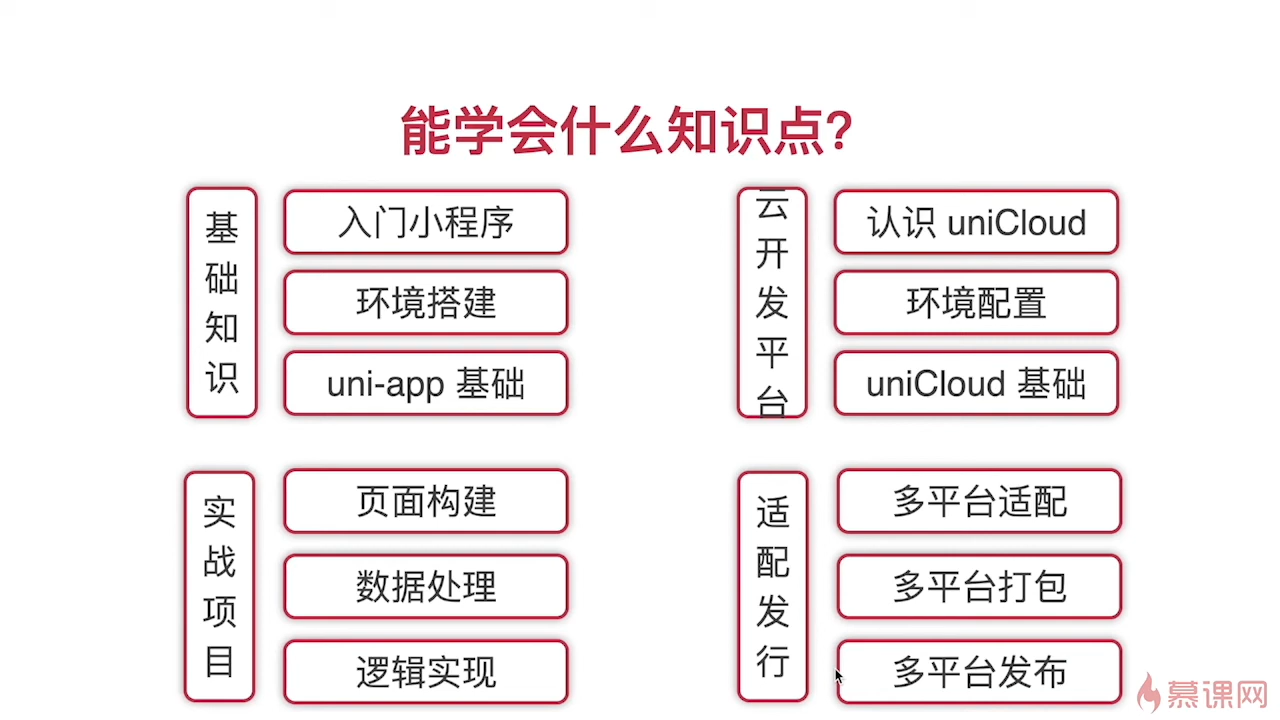 能学会什么知识点?
基础知识
入门小程序
环境搭建
uni-app 基础
云开发平台
认识 uniCloud
环境配置
uniCloud 基础
实战项目
页面构建
数据处理
逻辑实现
适配发行
多平台适配
多平台打包
多平台发布
慕课网